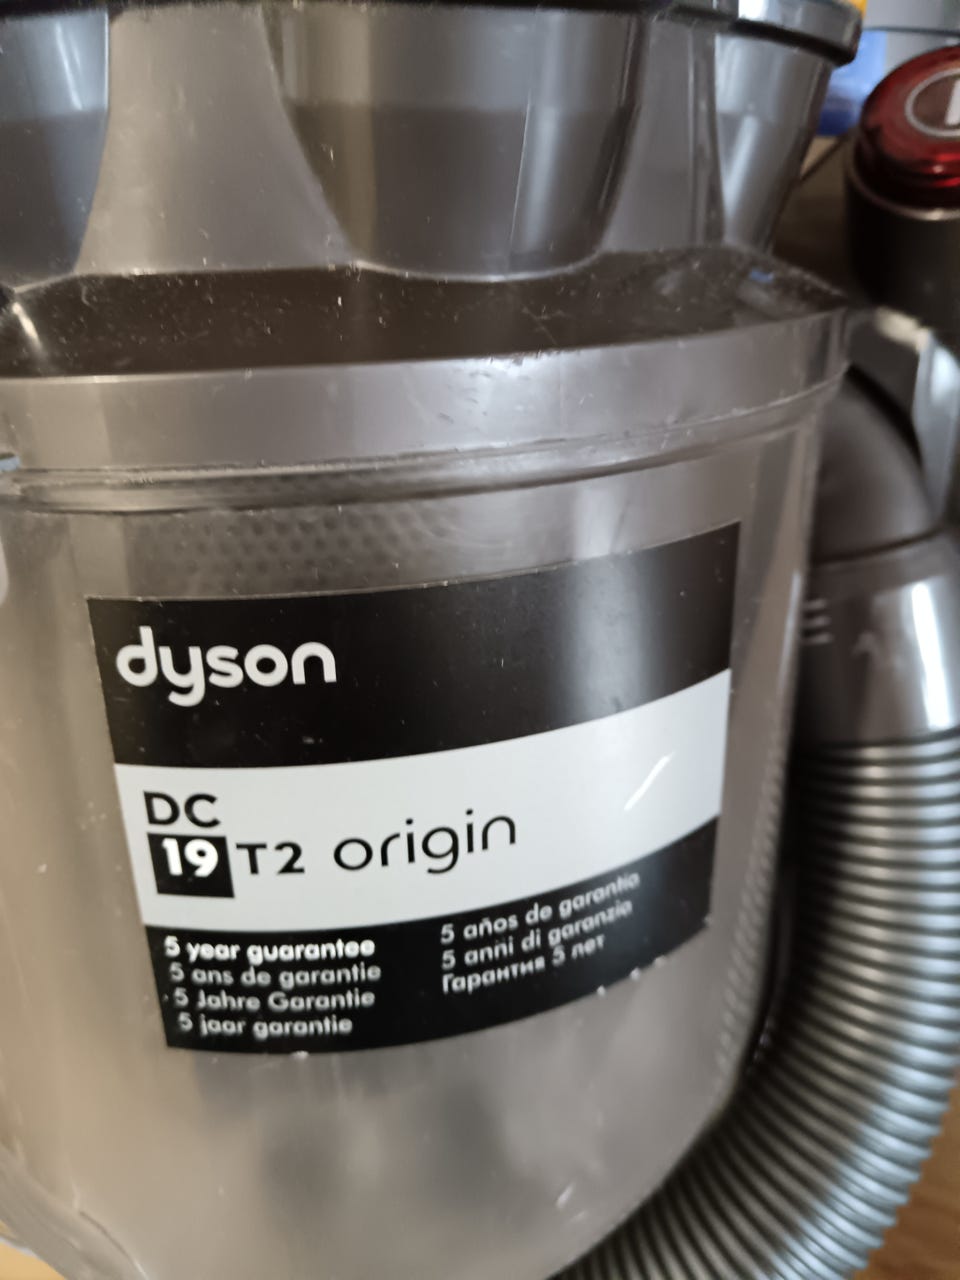 dyson
DC
19 T2 origin
5 year guarantee
5 ans de garantie
5 Jahre Garantie
5 jaar garantie
5 años de garantía
5 anni di garanzia
Гарантия 5 лет